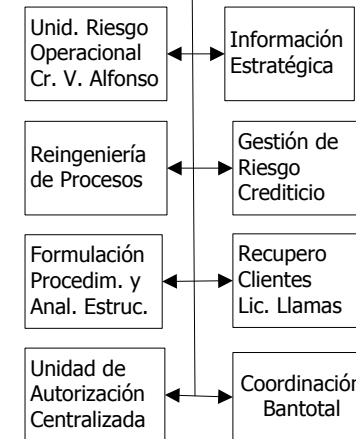 Unid. Riesgo
Operacional
Cr. V. Alfonso
Información
Estratégica
Reingeniería
de Procesos
Gestión de
Riesgo
Crediticio
Formulación
Procedim. y
Anal. Estruc.
Recupero
Clientes
Lic. Llamas
Unidad de
Autorización
Centralizada
Coordinación
Bantotal